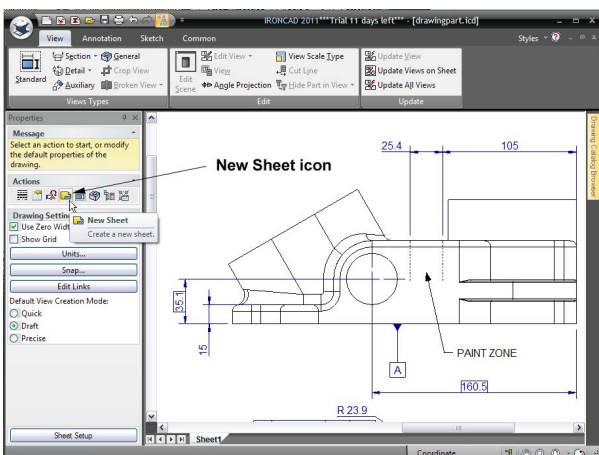 IRONCAD 2011***Trial 11 days left*** - [drawingpart.icd]
View Annotation Sketch Common Styles
Standard
Section General
Detail Crop View
Auxiliary Broken View
Views Types
Edit Scene
Edit View View Scale Type
View Cut Line
Angle Projection Hide Part in View
Edit
Update View
Update Views on Sheet
Update All Views
Update
Properties
Message
Select an action to start, or modify
the default properties of the
drawing.
Actions
New Sheet icon
Drawing Settin
Use Zero Widt
Show Grid
New Sheet
Create a new sheet.
Units...
Snap...
Edit Links
Default View Creation Mode:
Quick
Draft
Precise
Sheet Setup
25.4 105
35.1
15
PAINT ZONE
A
160.5
R 23.9
Sheet1
Coordinate
Drawing Catalog Browser